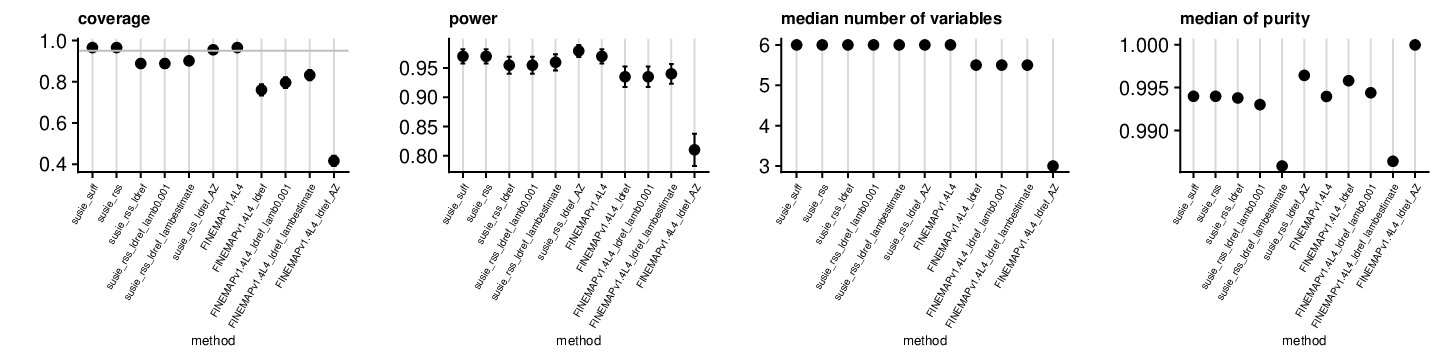 coverage
1.0
0.8
0.6
0.4
susie_suff
susie_rss
susie_rss_ldref
susie_rss_ldref_lamb0.001
susie_rss_ldref_lambestimate
susie_rss_ldref_AZ
FINEMAPv1.4L4
FINEMAPv1.4L4_ldref
FINEMAPv1.4L4_ldref_lamb0.001
FINEMAPv1.4L4_ldref_lambestimate
FINEMAPv1.4L4_ldref_AZ
method
power
0.95
0.90
0.85
0.80
susie_suff
susie_rss
susie_rss_ldref
susie_rss_ldref_lamb0.001
susie_rss_ldref_lambestimate
susie_rss_ldref_AZ
FINEMAPv1.4L4
FINEMAPv1.4L4_ldref
FINEMAPv1.4L4_ldref_lamb0.001
FINEMAPv1.4L4_ldref_lambestimate
FINEMAPv1.4L4_ldref_AZ
method
median number of variables
6
5
4
3
susie_suff
susie_rss
susie_rss_ldref
susie_rss_ldref_lamb0.001
susie_rss_ldref_lambestimate
susie_rss_ldref_AZ
FINEMAPv1.4L4
FINEMAPv1.4L4_ldref
FINEMAPv1.4L4_ldref_lamb0.001
FINEMAPv1.4L4_ldref_lambestimate
FINEMAPv1.4L4_ldref_AZ
method
median of purity
1.000
0.995
0.990
susie_suff
susie_rss
susie_rss_ldref
susie_rss_ldref_lamb0.001
susie_rss_ldref_lambestimate
susie_rss_ldref_AZ
FINEMAPv1.4L4
FINEMAPv1.4L4_ldref
FINEMAPv1.4L4_ldref_lamb0.001
FINEMAPv1.4L4_ldref_lambestimate
FINEMAPv1.4L4_ldref_AZ
method